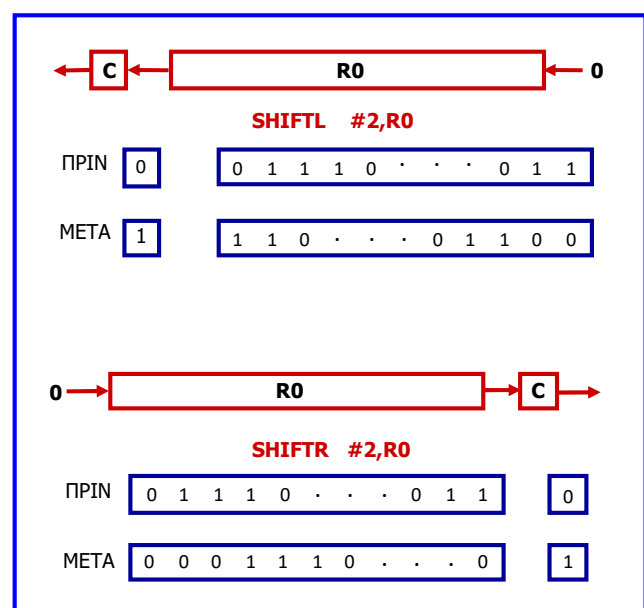 C R0 0
SHIFTL #2,R0
ΠΡΙΝ 0 0 1 1 1 0 · · · 0 1 1
ΜΕΤΑ 1 1 1 0 · · · 0 1 1 0 0
0 R0 C
SHIFTR #2,R0
ΠΡΙΝ 0 1 1 1 0 · · · 0 1 1 0
ΜΕΤΑ 0 0 0 1 1 1 0 · · · 0 1